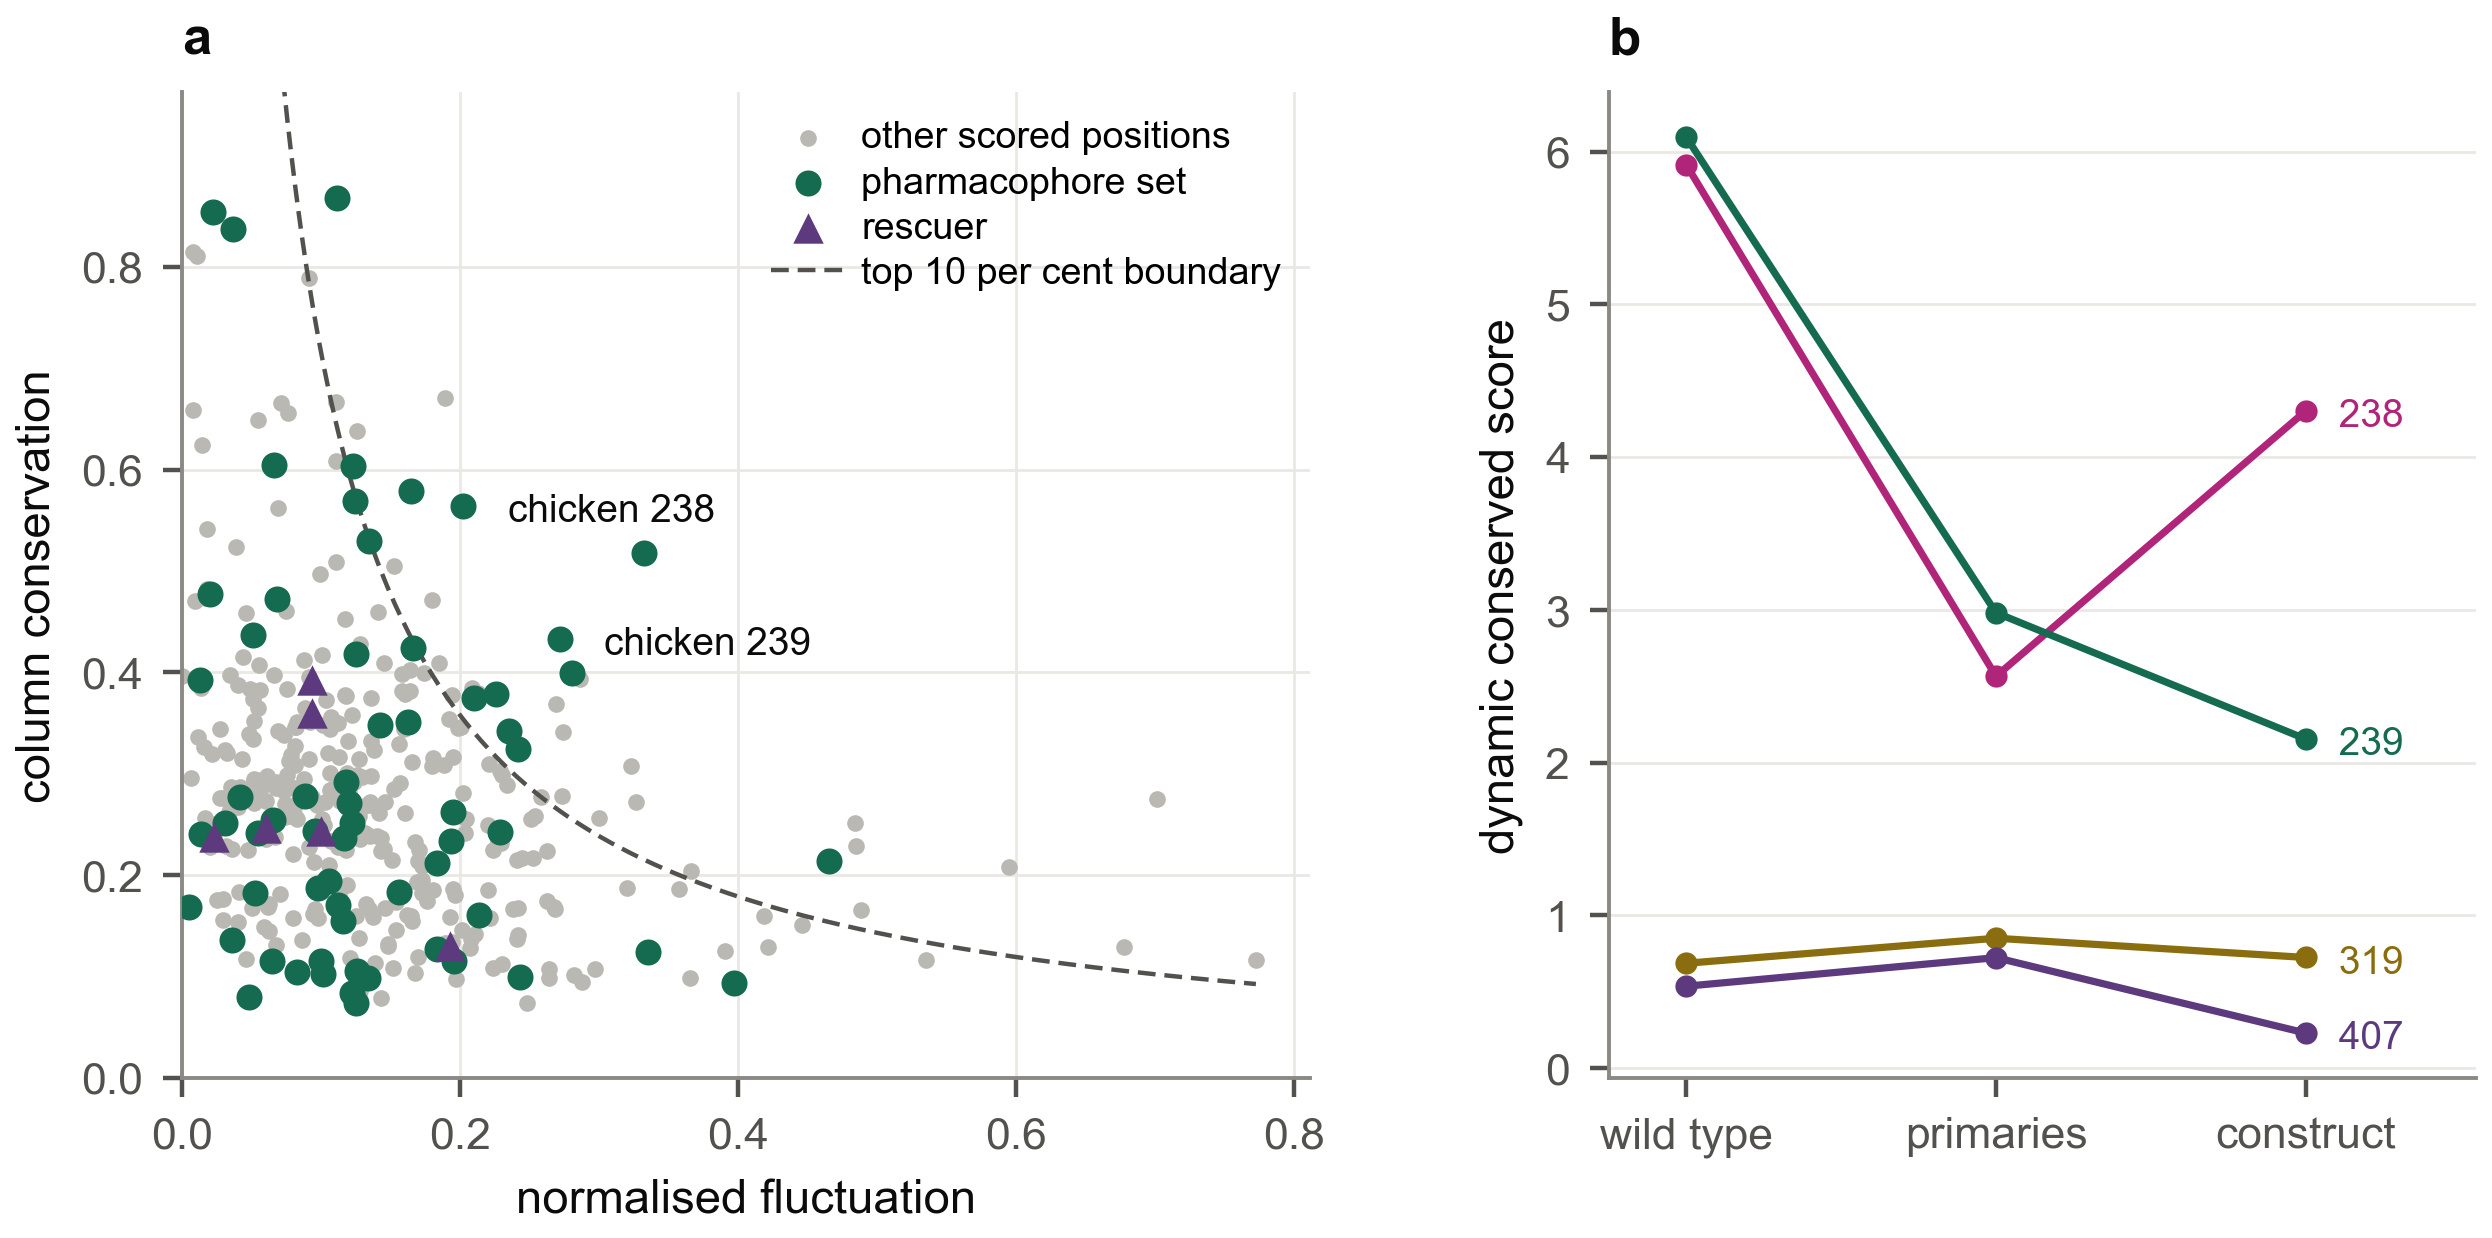 a
other scored positions
pharmacophore set
rescuer
top 10 per cent boundary
chicken 238
chicken 239
column conservation
0.8
0.6
0.4
0.2
0.0
0.0 0.2 0.4 0.6 0.8
normalised fluctuation
b
dynamic conserved score
6
5
4
3
2
1
0
238
239
319
407
wild type primaries construct